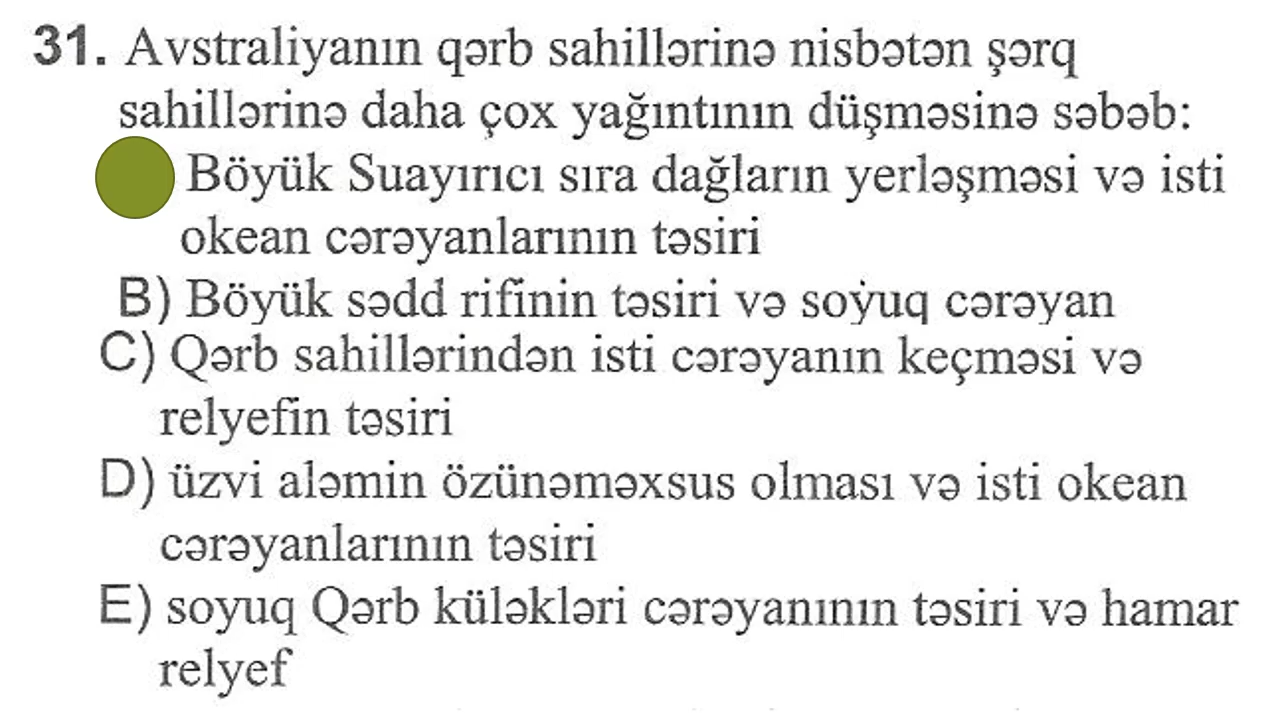 31. Avstraliyanın qərb sahillərinə nisbətən şərq
sahillərinə daha çox yağıntının düşməsinə səbəb:
Böyük Suayırıcı sıra dağların yerləşməsi və isti
okean cərəyanlarının təsiri
B) Böyük sədd rifinin təsiri və soyuq cərəyan
C) Qərb sahillərindən isti cərəyanın keçməsi və
relyefin təsiri
D) üzvi aləmin özünəməxsus olması və isti okean
cərəyanlarının təsiri
E) soyuq Qərb küləkləri cərəyanının təsiri və hamar
relyef